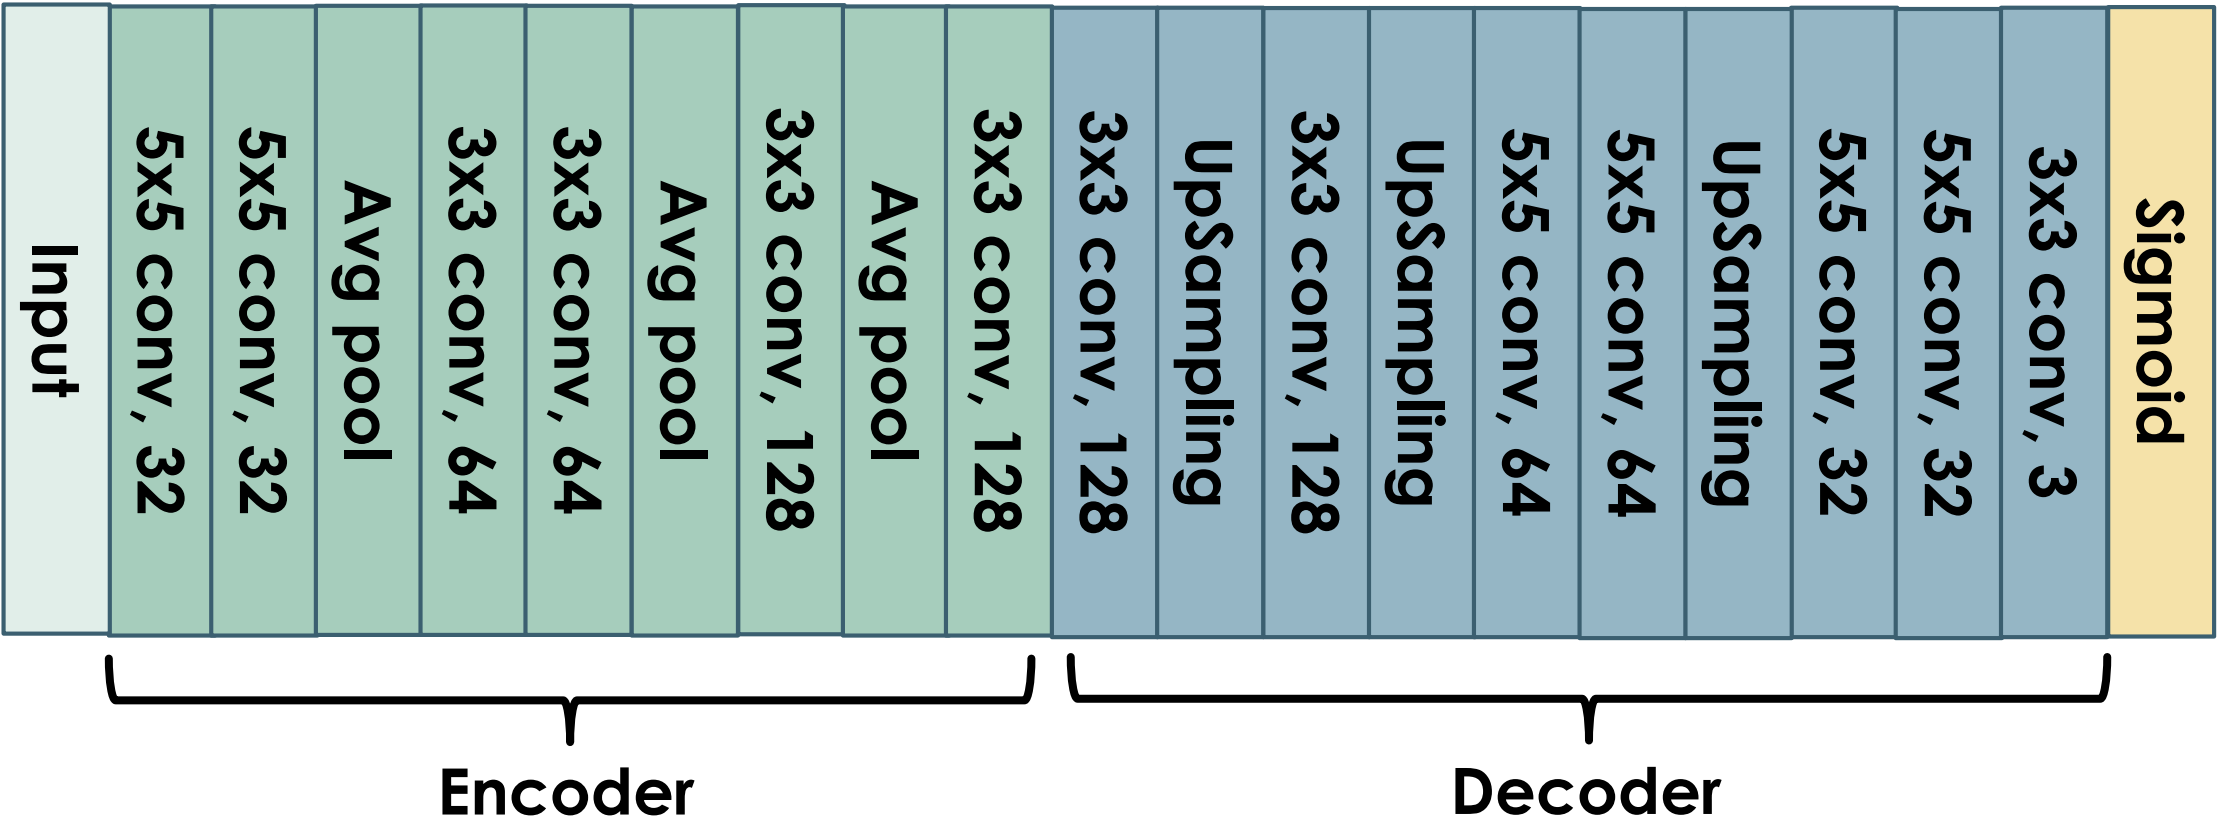 Input
5x5 conv, 32
5x5 conv, 32
Avg pool
3x3 conv, 64
3x3 conv, 64
Avg pool
3x3 conv, 128
Avg pool
3x3 conv, 128
3x3 conv, 128
UpSampling
3x3 conv, 128
UpSampling
5x5 conv, 64
5x5 conv, 64
UpSampling
5x5 conv, 32
5x5 conv, 32
3x3 conv, 3
Sigmoid
Encoder
Decoder